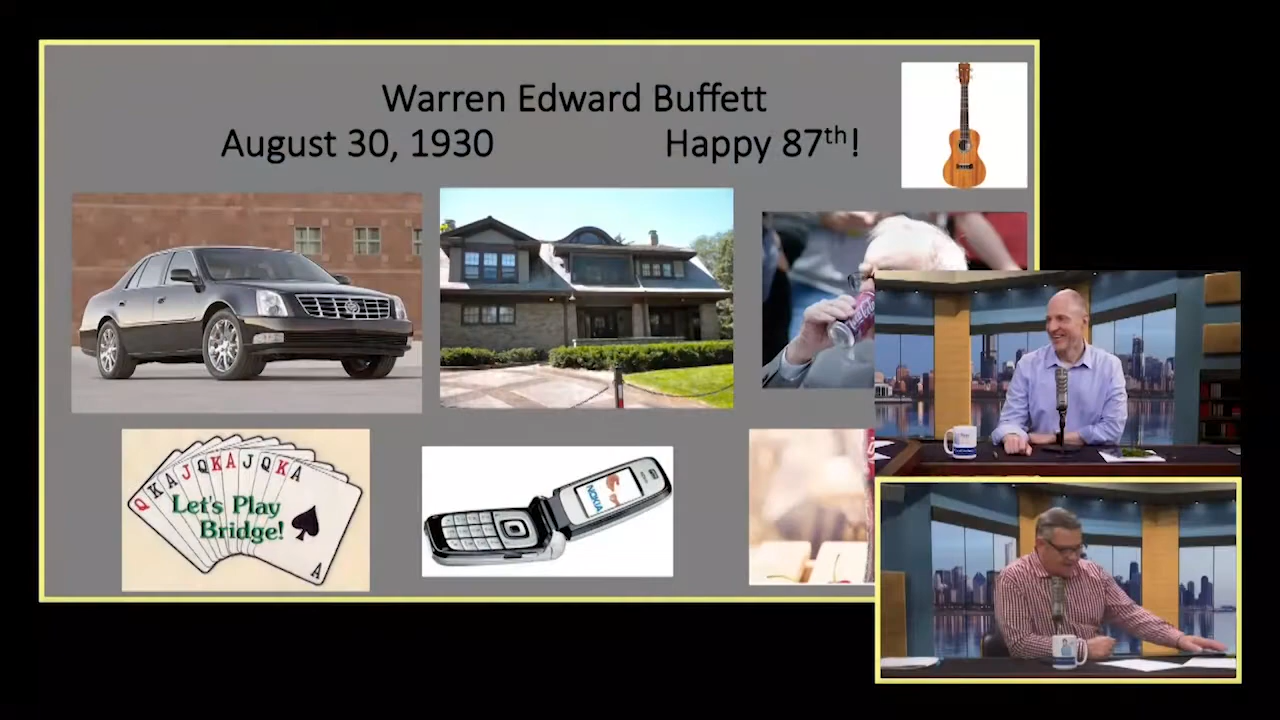 Warren Edward Buffett
August 30, 1930 Happy 87th!
Q K A J Q K A J Q K A
Let's Play
Bridge!
A
NOKIA